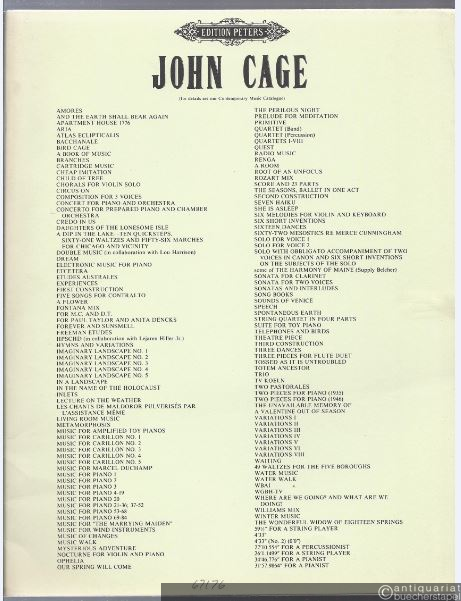 EDITION PETERS
JOHN CAGE
(for details see our Contemporary Music Catalogue)
AMORES
AND THE EARTH SHALL BEAR AGAIN
APARTMENT HOUSE 1776
ARIA
ATLAS ECLIPTICALIS
BACCHANALE
BIRD CAGE
A BOOK OF MUSIC
BRANCHES
CARTRIDGE MUSIC
CHEAP IMITATION
CHILD OF TREE
CHORALS FOR VIOLIN SOLO
CIRCUS ON
COMPOSITION FOR 3 VOICES
CONCERT FOR PIANO AND ORCHESTRA
CONCERTO FOR PREPARED PIANO AND CHAMBER
ORCHESTRA
CREDO IN US
DAUGHTERS OF THE LONESOME ISLE
A DIP IN THE LAKE - TEN QUICKSTEPS,
SIXTY-ONE WALTZES AND FIFTY-SIX MARCHES
FOR CHICAGO AND VICINITY
DOUBLE MUSIC (in collaboration with Lou Harrison)
DREAM
ELECTRONIC MUSIC FOR PIANO
ETCETERA
ETUDES AUSTRALES
EXPERIENCES
FIRST CONSTRUCTION
FIVE SONGS FOR CONTRALTO
A FLOWER
FONTANA MIX
FOR M.C. AND D.T.
FOR PAUL TAYLOR AND ANITA DENCKS
FOREVER AND SUNSMELL
FREEMAN ETUDES
HPSCHD (in collaboration with Lejaren Hiller Jr.)
HYMNS AND VARIATIONS
IMAGINARY LANDSCAPE NO. 1
IMAGINARY LANDSCAPE NO. 2
IMAGINARY LANDSCAPE NO. 3
IMAGINARY LANDSCAPE NO. 4
IMAGINARY LANDSCAPE NO. 5
IN A LANDSCAPE
IN THE NAME OF THE HOLOCAUST
INLETS
LECTURE ON THE WEATHER
LES CHANTS DE MALDOROR PULVERISÉS PAR
L'ASSISTANCE MÊME
LIVING ROOM MUSIC
METAMORPHOSIS
MUSIC FOR AMPLIFIED TOY PIANOS
MUSIC FOR CARILLON NO. 1
MUSIC FOR CARILLON NO. 2
MUSIC FOR CARILLON NO. 3
MUSIC FOR CARILLON NO. 4
MUSIC FOR CARILLON NO. 5
MUSIC FOR MARCEL DUCHAMP
MUSIC FOR PIANO 1
MUSIC FOR PIANO 2
MUSIC FOR PIANO 3
MUSIC FOR PIANO 4-19
MUSIC FOR PIANO 20
MUSIC FOR PIANO 21-36; 37-52
MUSIC FOR PIANO 53-68
MUSIC FOR PIANO 69-84
MUSIC FOR "THE MARRYING MAIDEN"
MUSIC FOR WIND INSTRUMENTS
MUSIC OF CHANGES
MUSIC WALK
MYSTERIOUS ADVENTURE
NOCTURNE FOR VIOLIN AND PIANO
OPHELIA
OUR SPRING WILL COME
THE PERILOUS NIGHT
PRELUDE FOR MEDITATION
PRIMITIVE
QUARTET (Band)
QUARTET (Percussion)
QUARTETS I-VIII
QUEST
RADIO MUSIC
RENGA
A ROOM
ROOT OF AN UNFOCUS
ROZART MIX
SCORE AND 23 PARTS
THE SEASONS, BALLET IN ONE ACT
SECOND CONSTRUCTION
SEVEN HAIKU
SHE IS ASLEEP
SIX MELODIES FOR VIOLIN AND KEYBOARD
SIX SHORT INVENTIONS
SIXTEEN DANCES
SIXTY-TWO MESOSTICS RE MERCE CUNNINGHAM
SOLO FOR VOICE 1
SOLO FOR VOICE 2
SOLO WITH OBBLIGATO ACCOMPANIMENT OF TWO
VOICES IN CANON AND SIX SHORT INVENTIONS
ON THE SUBJECTS OF THE SOLO
some of THE HARMONY OF MAINE (Supply Belcher)
SONATA FOR CLARINET
SONATA FOR TWO VOICES
SONATAS AND INTERLUDES
SONG BOOKS
SOUNDS OF VENICE
SPEECH
SPONTANEOUS EARTH
STRING QUARTET IN FOUR PARTS
SUITE FOR TOY PIANO
TELEPHONES AND BIRDS
THEATRE PIECE
THIRD CONSTRUCTION
THREE DANCES
THREE PIECES FOR FLUTE DUET
TOSSED AS IT IS UNTROUBLED
TOTEM ANCESTOR
TRIO
TV KOELN
TWO PASTORALES
TWO PIECES FOR PIANO (1935)
TWO PIECES FOR PIANO (1946)
THE UNAVAILABLE MEMORY OF
A VALENTINE OUT OF SEASON
VARIATIONS I
VARIATIONS II
VARIATIONS III
VARIATIONS IV
VARIATIONS V
VARIATIONS VI
VARIATIONS VIII
WAITING
49 WALTZES FOR THE FIVE BOROUGHS
WATER MUSIC
WATER WALK
WBAI
WGBH-TV
WHERE ARE WE GOING? AND WHAT ARE WE
DOING?
WILLIAMS MIX
WINTER MUSIC
THE WONDERFUL WIDOW OF EIGHTEEN SPRINGS
59½" FOR A STRING PLAYER
4'33"
4'33" (No. 2) (0'0")
27'10.554" FOR A PERCUSSIONIST
26'1.1499" FOR A STRING PLAYER
34'46.776" FOR A PIANIST
31'57.9864" FOR A PIANIST
67176
antiquariat
buecherstapel